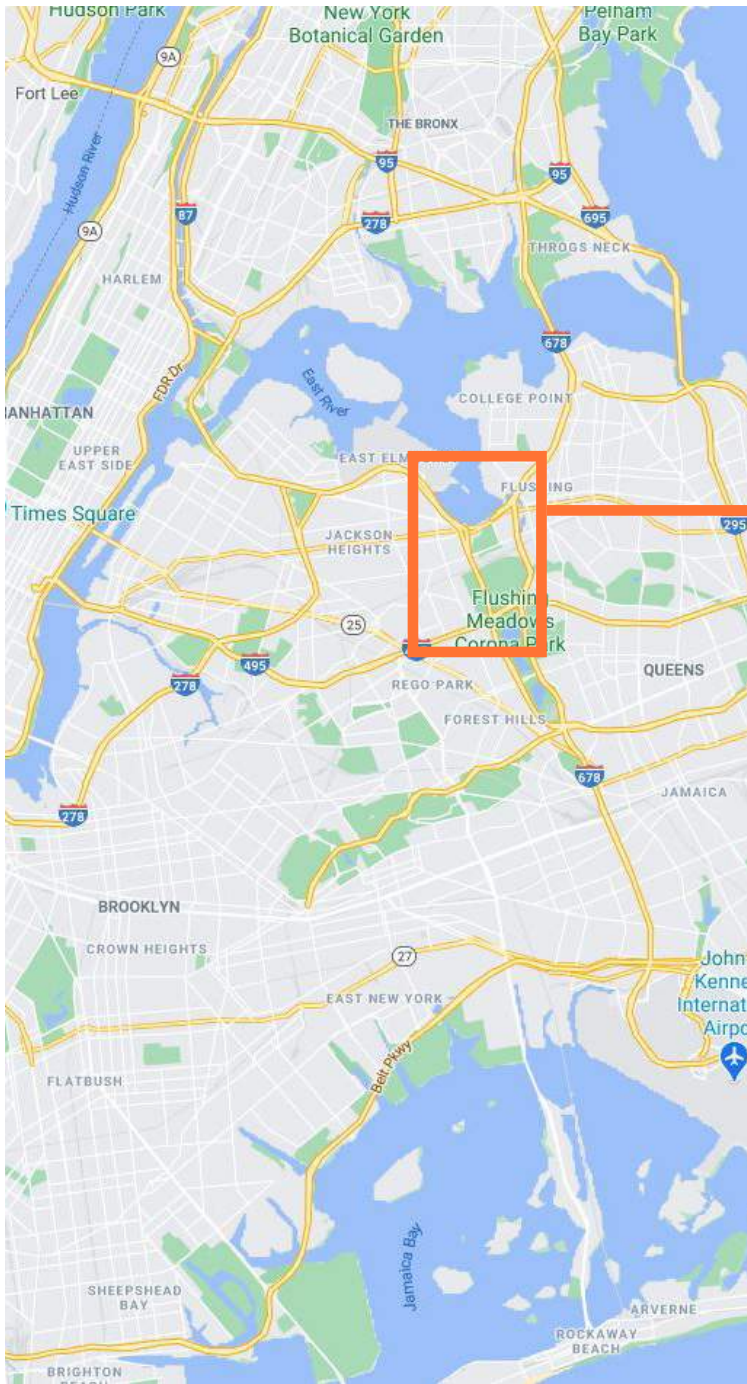 Hudson Park
New York
Botanical Garden
Pelham
Bay Park
9A
Fort Lee
THE BRONX
Hudson River
95
95
87
278
695
9A
THROGS NECK
HARLEM
678
FDR Dr
East River
COLLEGE POINT
MANHATTAN
UPPER
EAST SIDE
EAST ELM
FLUSHING
Times Square
295
JACKSON
HEIGHTS
25
Flushing
Meadows
Corona Park
495
278
QUEENS
REGO PARK
FOREST HILLS
678
JAMAICA
278
BROOKLYN
CROWN HEIGHTS
27
John
Kenne
Internat
Airpo
EAST NEW YORK
Belt Pkwy
FLATBUSH
Jamaica Bay
SHEEPSHEAD
BAY
ARVERNE
ROCKAWAY
BEACH
BRIGHTON